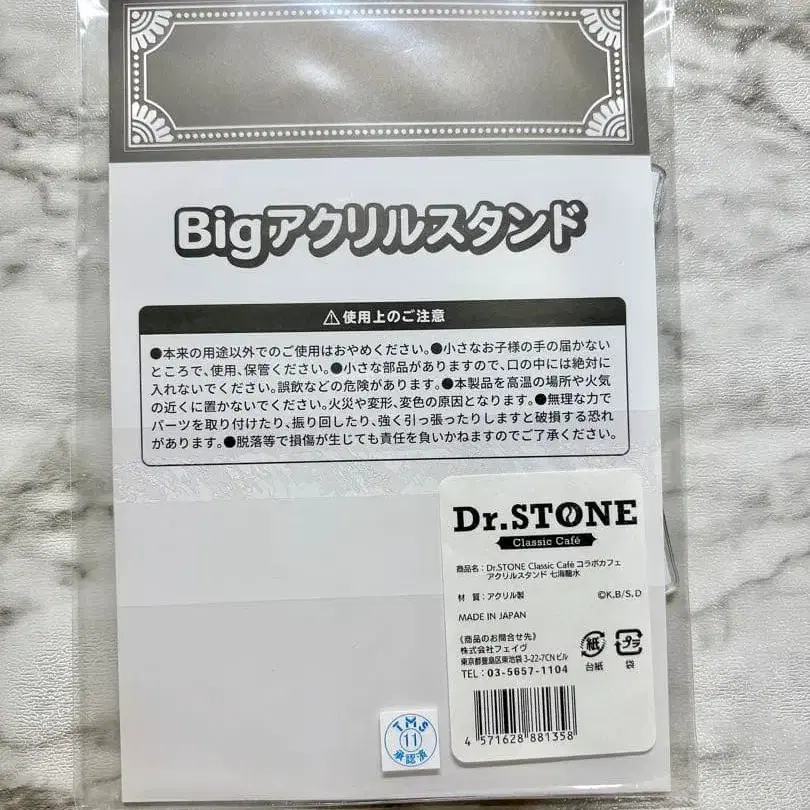 Bigアクリルスタンド
⚠使用上のご注意
●本来の用途以外でのご使用はおやめください。●小さなお子様の手の届かない
ところで、使用、保管ください。●小さな部品がありますので、口の中には絶対に
入れないでください。誤飲などの危険があります。●本製品を高温の場所や火気
の近くに置かないでください。火災や変形、変色の原因となります。●無理な力で
パーツを取り付けたり、振り回したり、強く引っ張ったりしますと破損する恐れ
があります。●脱落等で損傷が生じても責任を負いかねますのでご了承ください。
Dr.STONE
Classic Café
商品名：Dr.STONE Classic Café コラボカフェ
アクリルスタンド 七海龍水
材 質：アクリル製 ©K,B/S,D
MADE IN JAPAN
《商品のお問合せ先》
株式会社フェイヴ
東京都豊島区東池袋 3-22-7CN ビル
TEL：03-5657-1104
紙 プラ
台紙 袋
4 571628 881358
TMS
11
承認済